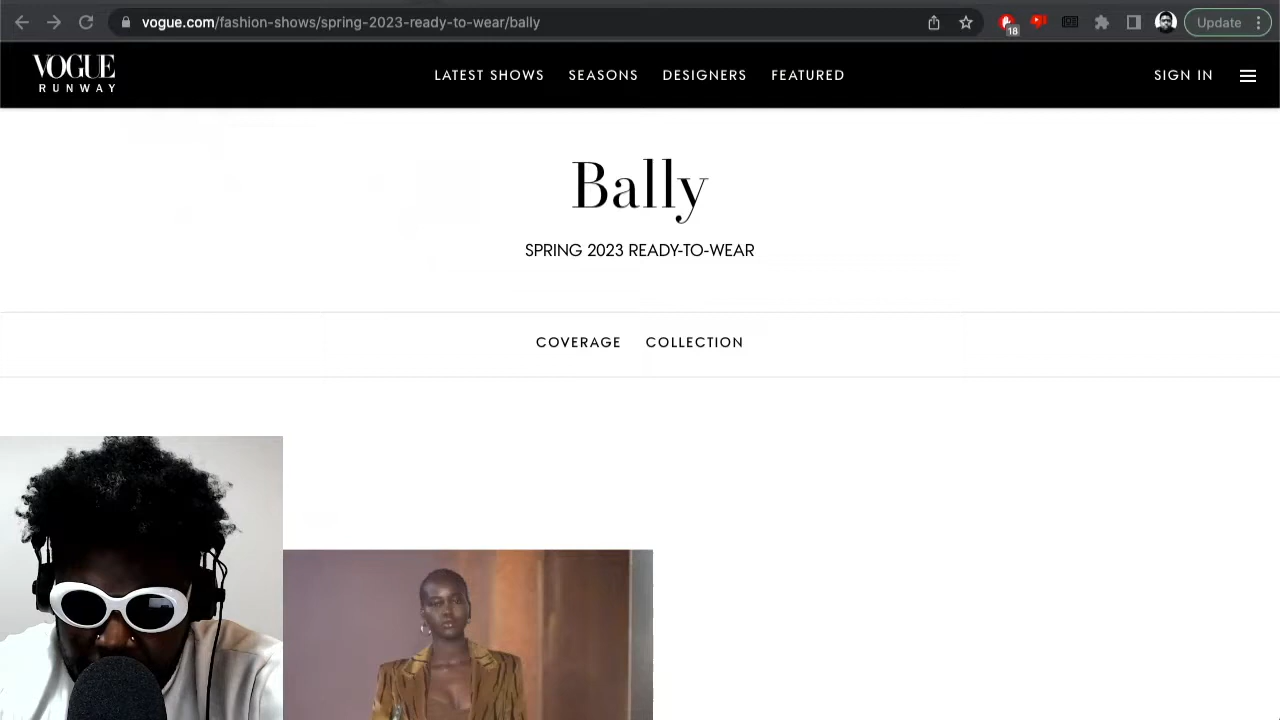 vogue.com/fashion-shows/spring-2023-ready-to-wear/bally
18
Update
VOGUE
RUNWAY
LATEST SHOWS SEASONS DESIGNERS FEATURED
SIGN IN
Bally
SPRING 2023 READY-TO-WEAR
COVERAGE COLLECTION